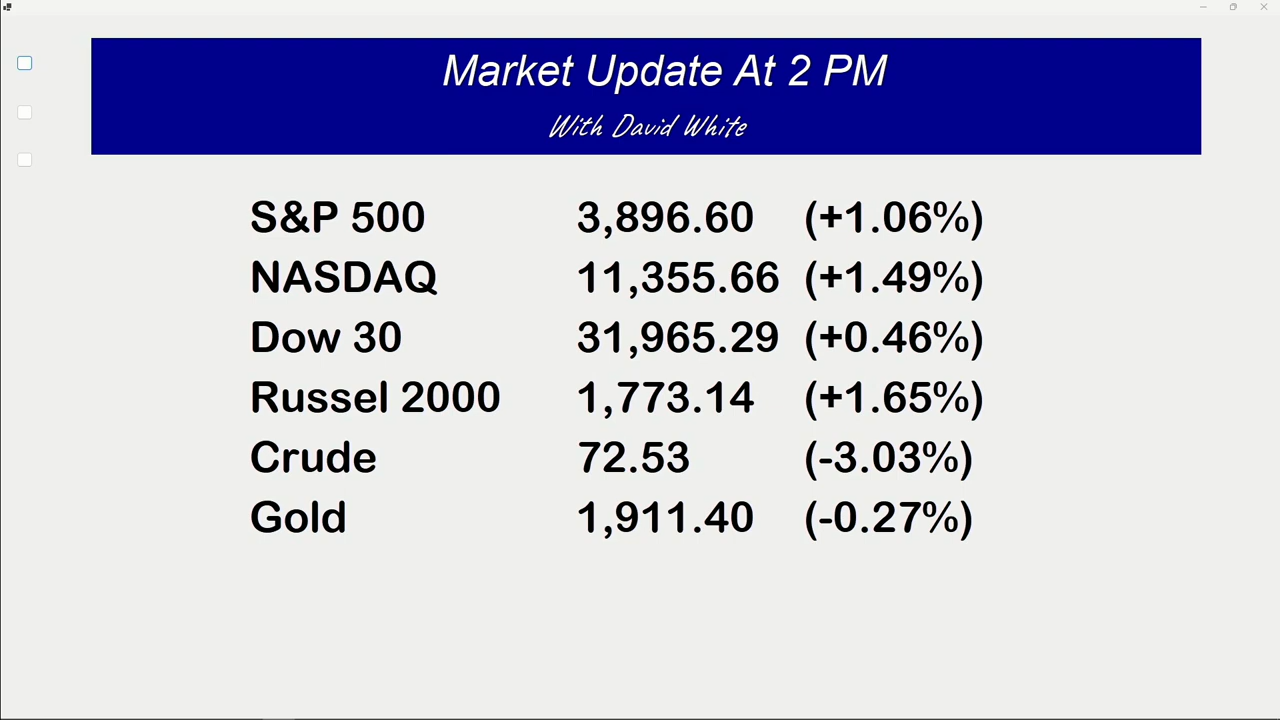 Market Update At 2 PM
With David White
S&P 500 3,896.60 (+1.06%)
NASDAQ 11,355.66 (+1.49%)
Dow 30 31,965.29 (+0.46%)
Russel 2000 1,773.14 (+1.65%)
Crude 72.53 (-3.03%)
Gold 1,911.40 (-0.27%)